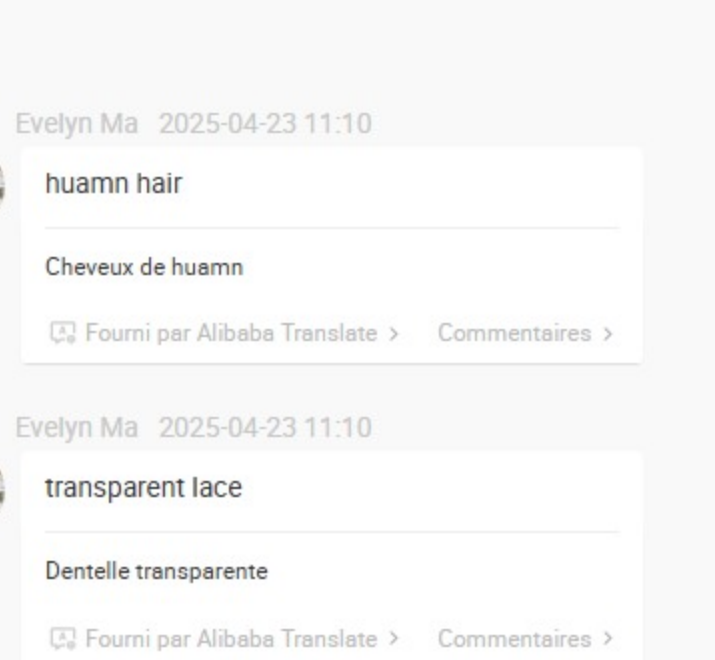 Evelyn Ma 2025-04-23 11:10
huamn hair
Cheveux de huamn
Fourni par Alibaba Translate > Commentaires >
Evelyn Ma 2025-04-23 11:10
transparent lace
Dentelle transparente
Fourni par Alibaba Translate > Commentaires >